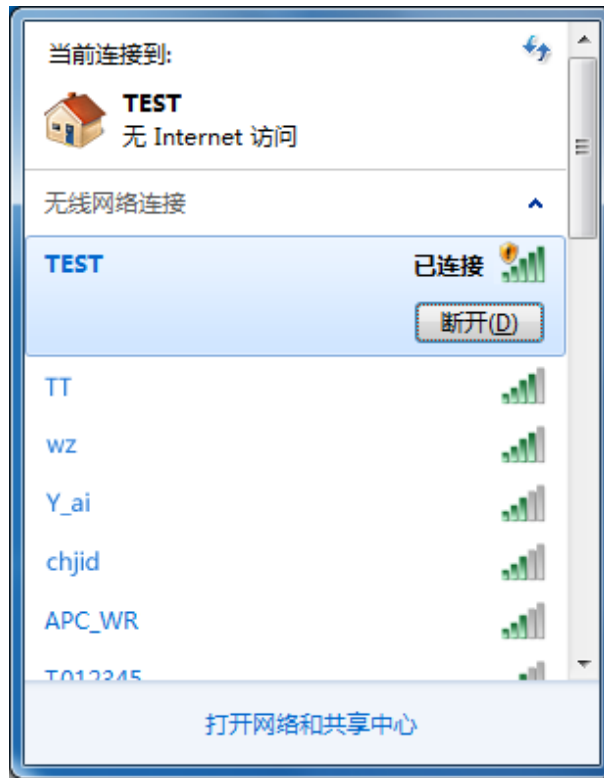 当前连接到:
TEST
无 Internet 访问
无线网络连接
TEST 已连接
断开(D)
TT
wz
Y_ai
chjid
APC_WR
T012345
打开网络和共享中心